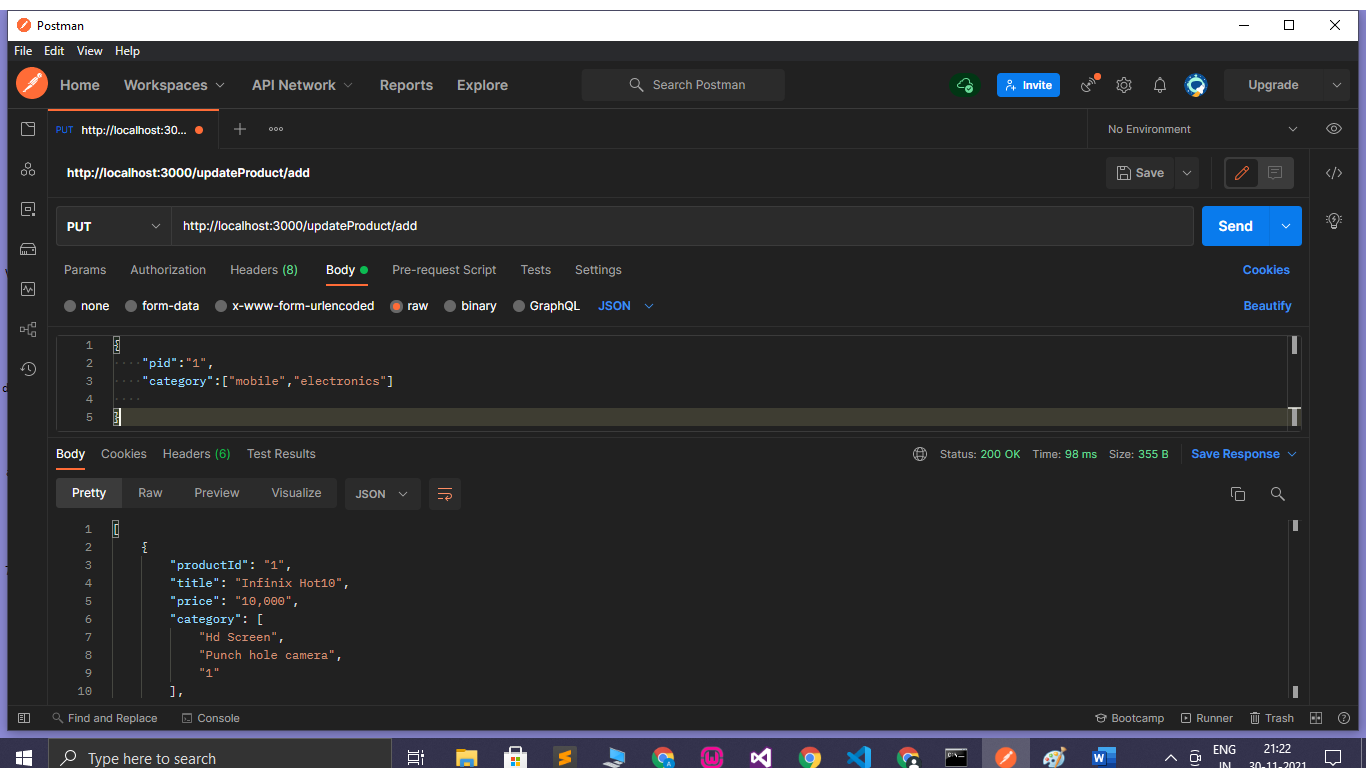 Postman
File Edit View Help
Home Workspaces API Network Reports Explore Search Postman Invite Upgrade
PUT http://localhost:30... No Environment
http://localhost:3000/updateProduct/add Save
PUT http://localhost:3000/updateProduct/add Send
Params Authorization Headers (8) Body Pre-request Script Tests Settings Cookies
none form-data x-www-form-urlencoded raw binary GraphQL JSON Beautify
1 {
2 "pid":"1",
3 "category":["mobile","electronics"]
4
5 }
Body Cookies Headers (6) Test Results Status: 200 OK Time: 98 ms Size: 355 B Save Response
Pretty Raw Preview Visualize JSON
1 [
2 {
3 "productId": "1",
4 "title": "Infinix Hot10",
5 "price": "10,000",
6 "category": [
7 "Hd Screen",
8 "Punch hole camera",
9 "1"
10 ],
Find and Replace Console Bootcamp Runner Trash
Type here to search ENG 21:22
IN 30-11-2021